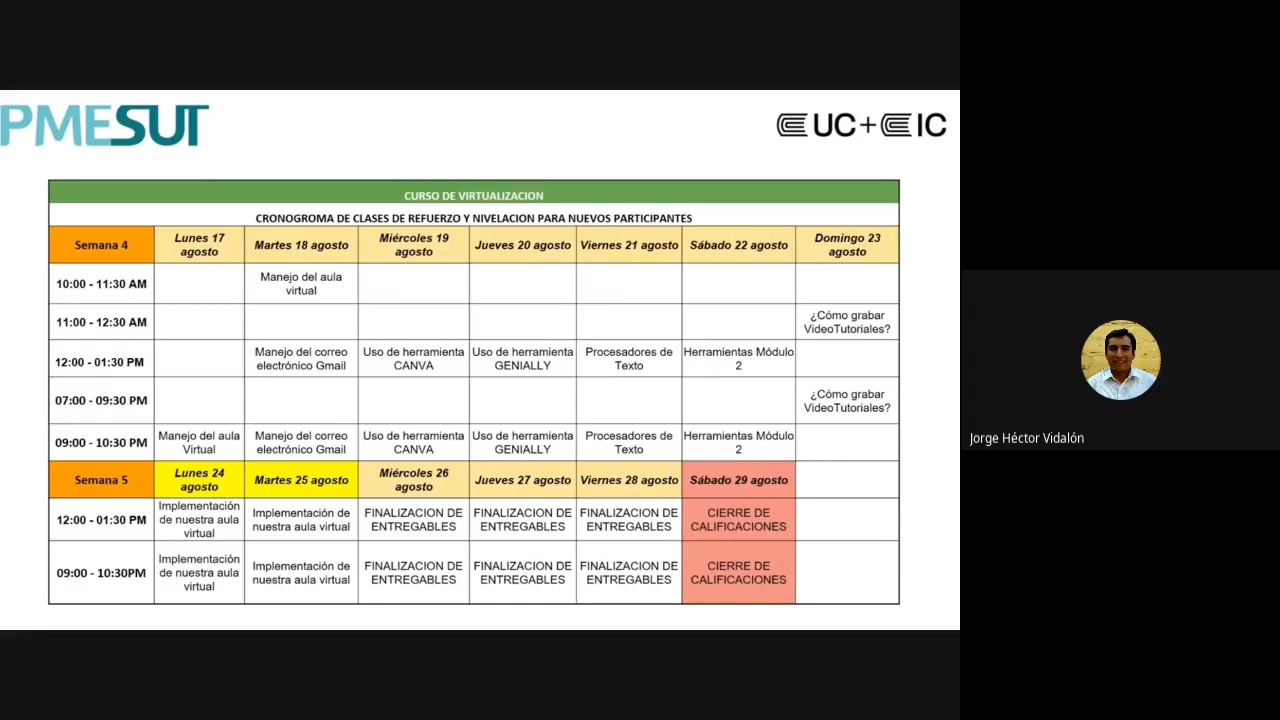 PMESUT
UC+ IC
CURSO DE VIRTUALIZACION
CRONOGROMA DE CLASES DE REFUERZO Y NIVELACION PARA NUEVOS PARTICIPANTES
Semana 4
Lunes 17
agosto
Martes 18 agosto
Miércoles 19
agosto
Jueves 20 agosto
Viernes 21 agosto
Sábado 22 agosto
Domingo 23
agosto
10:00 - 11:30 AM
Manejo del aula
virtual
11:00 - 12:30 AM
¿Cómo grabar
VideoTutoriales?
12:00 - 01:30 PM
Manejo del correo
electrónico Gmail
Uso de herramienta
CANVA
Uso de herramienta
GENIALLY
Procesadores de
Texto
Herramientas Módulo
2
07:00 - 09:30 PM
¿Cómo grabar
VideoTutoriales?
09:00 - 10:30 PM
Manejo del aula
Virtual
Manejo del correo
electrónico Gmail
Uso de herramienta
CANVA
Uso de herramienta
GENIALLY
Procesadores de
Texto
Herramientas Módulo
2
Semana 5
Lunes 24
agosto
Martes 25 agosto
Miércoles 26
agosto
Jueves 27 agosto
Viernes 28 agosto
Sábado 29 agosto
12:00 - 01:30 PM
Implementación
de nuestra aula
virtual
Implementación de
nuestra aula virtual
FINALIZACION DE
ENTREGABLES
FINALIZACION DE
ENTREGABLES
FINALIZACION DE
ENTREGABLES
CIERRE DE
CALIFICACIONES
09:00 - 10:30PM
Implementación
de nuestra aula
virtual
Implementación de
nuestra aula virtual
FINALIZACION DE
ENTREGABLES
FINALIZACION DE
ENTREGABLES
FINALIZACION DE
ENTREGABLES
CIERRE DE
CALIFICACIONES
Jorge Héctor Vidalón